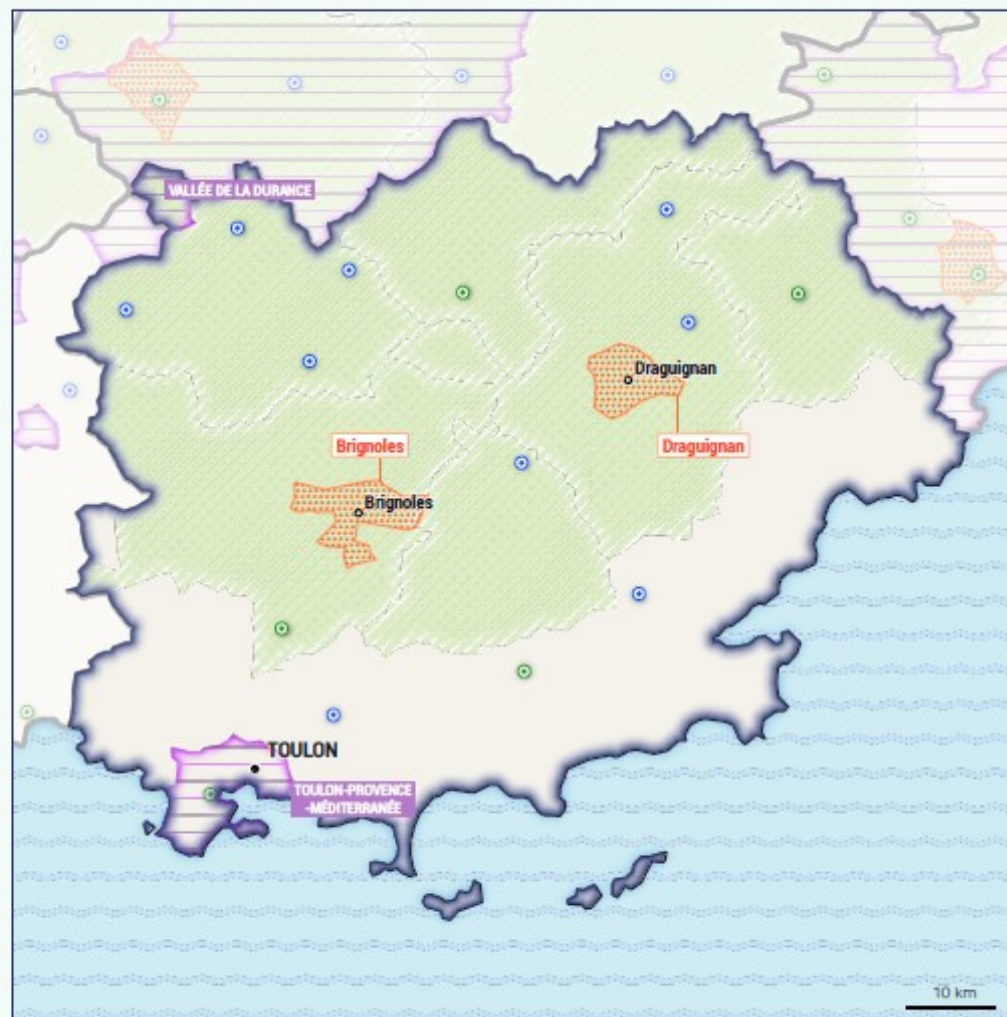 VALLÉE DE LA DURANCE
Draguignan
Brignoles
Draguignan
Brignoles
TOULON
TOULON-PROVENCE
-MÉDITERRANÉE
10 km